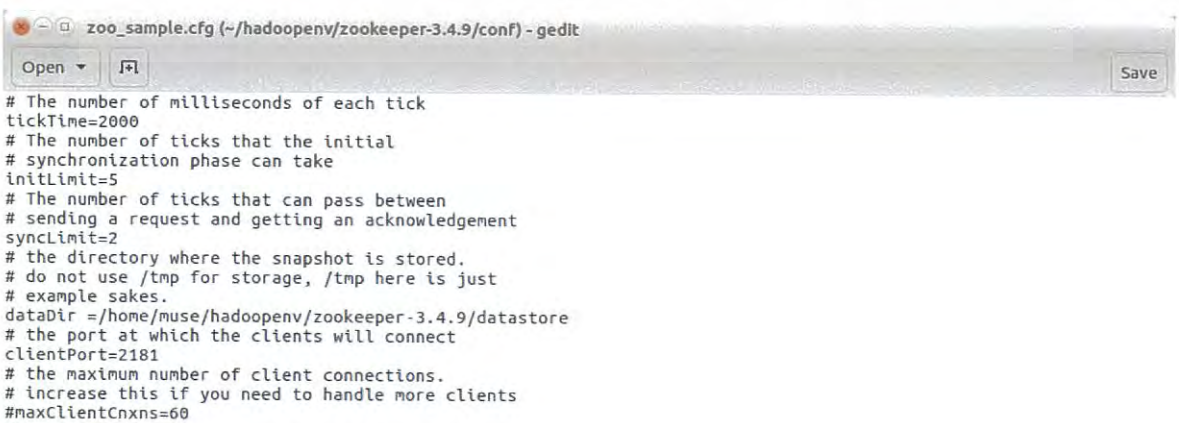 zoo_sample.cfg (~/hadoopenv/zookeeper-3.4.9/conf) - gedit
Open
Save
# The number of milliseconds of each tick
tickTime=2000
# The number of ticks that the initial
# synchronization phase can take
initLimit=5
# The number of ticks that can pass between
# sending a request and getting an acknowledgement
syncLimit=2
# the directory where the snapshot is stored.
# do not use /tmp for storage, /tmp here is just
# example sakes.
dataDir =/home/muse/hadoopenv/zookeeper-3.4.9/datastore
# the port at which the clients will connect
clientPort=2181
# the maximum number of client connections.
# increase this if you need to handle more clients
#maxClientCnxns=60